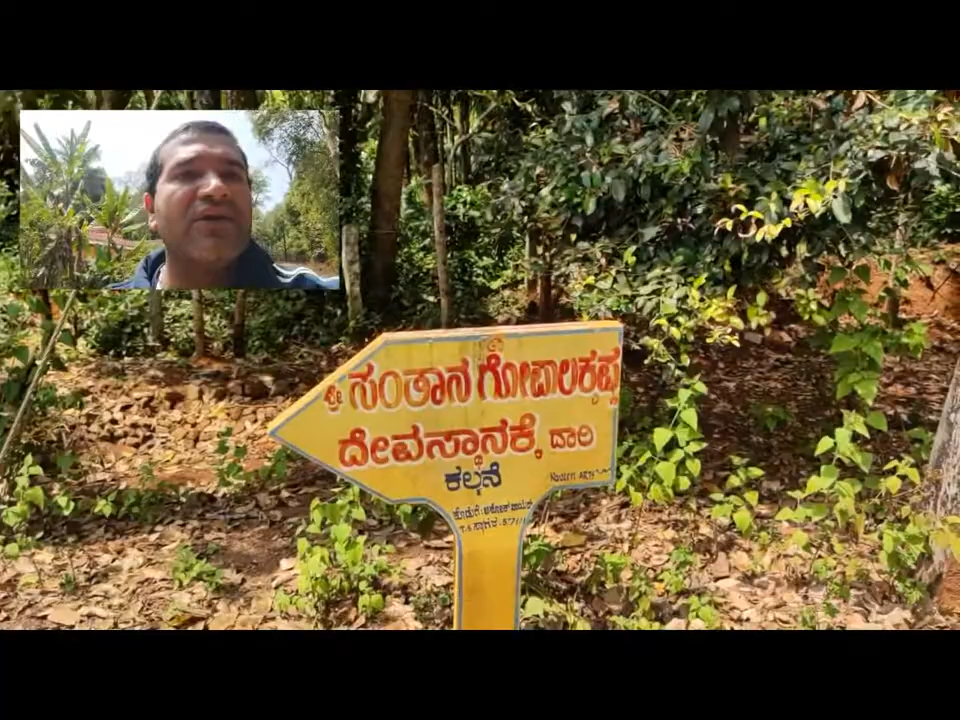 ಶ್ರೀ ಸಂತಾನ ಗೋಪಾಲಕೃಷ್ಣ
ದೇವಸ್ಥಾನಕ್ಕೆ ದಾರಿ
ಕಲ್ಮನೆ